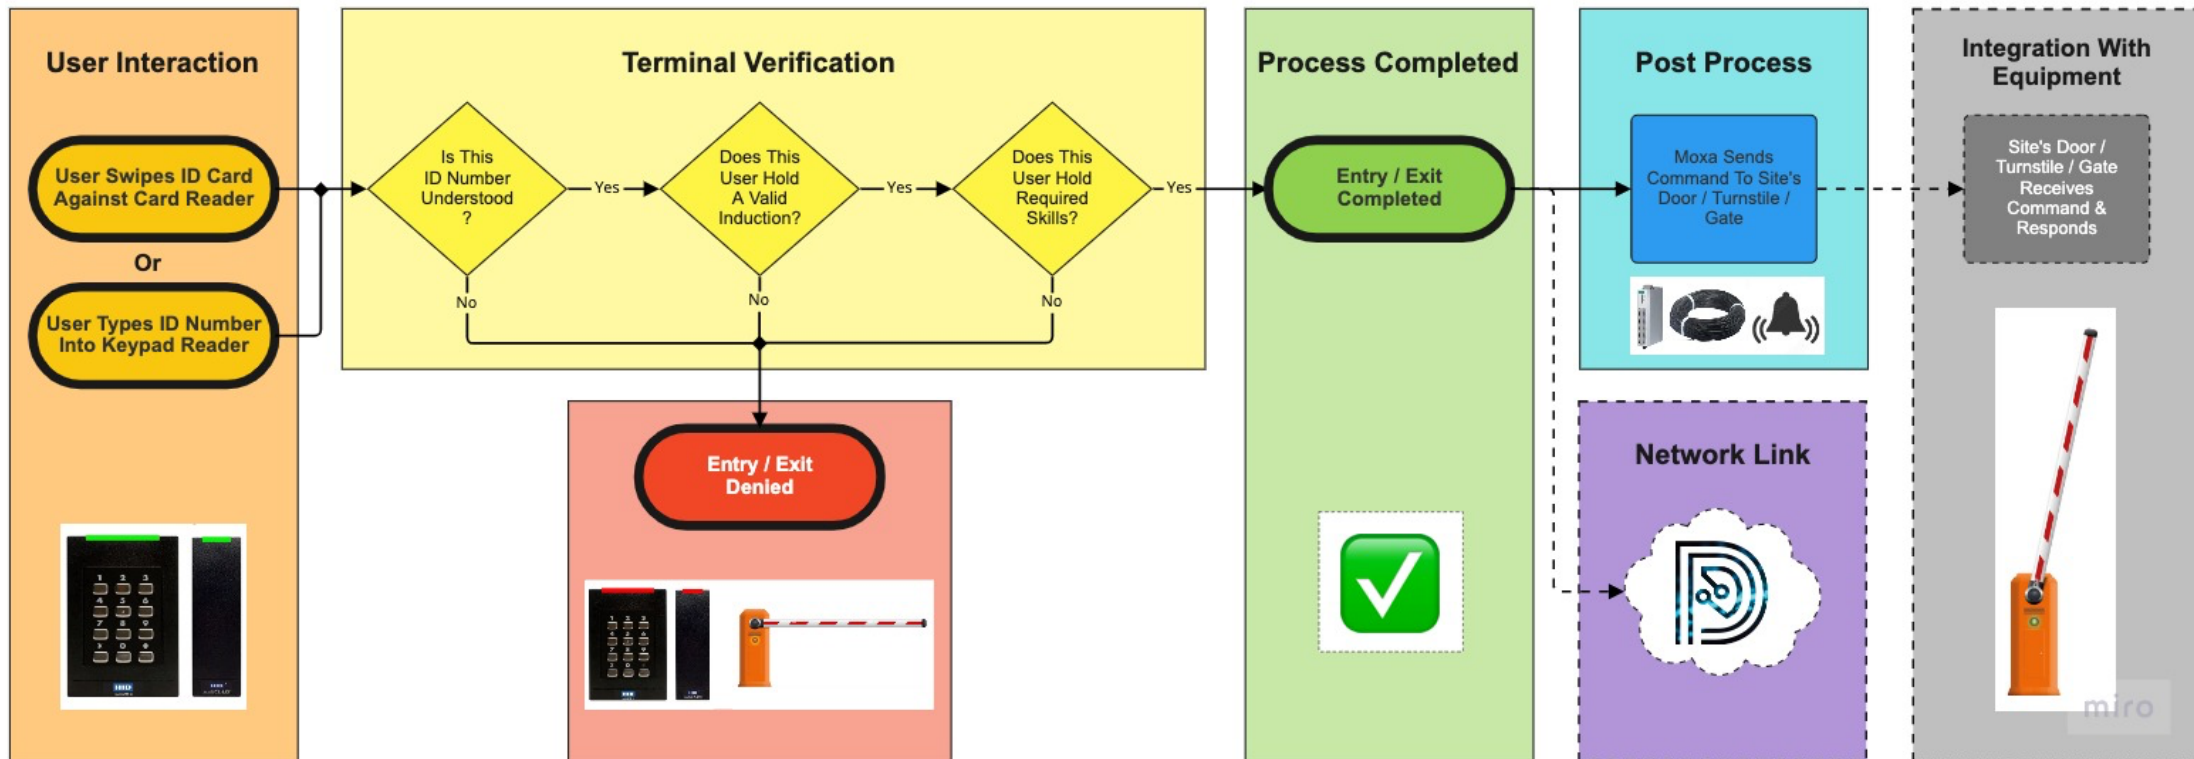 User Interaction
User Swipes ID Card
Against Card Reader
Or
User Types ID Number
Into Keypad Reader
Terminal Verification
Is This
ID Number
Understood
?
Yes
No
Does This
User Hold
A Valid
Induction?
Yes
No
Does This
User Hold
Required
Skills?
Yes
No
Entry / Exit
Denied
Process Completed
Entry / Exit
Completed
Post Process
Moxa Sends
Command To Site's
Door / Turnstile /
Gate
Network Link
Integration With
Equipment
Site's Door /
Turnstile / Gate
Receives
Command &
Responds
miro